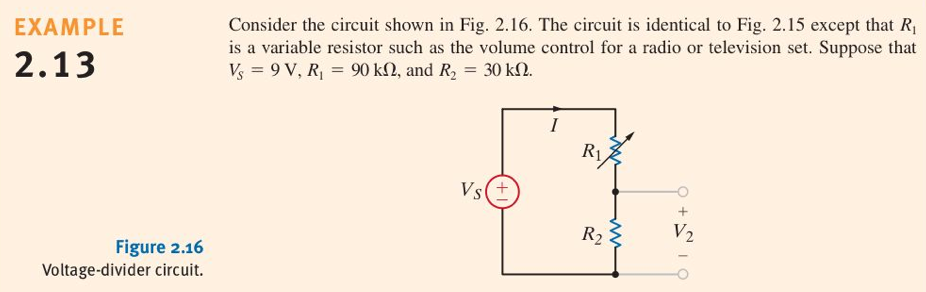 EXAMPLE
2.13
Consider the circuit shown in Fig. 2.16. The circuit is identical to Fig. 2.15 except that R₁
is a variable resistor such as the volume control for a radio or television set. Suppose that
V_S = 9 V, R₁ = 90 kΩ, and R₂ = 30 kΩ.
I
R₁
V_S
+
−
R₂
+
V₂
−
Figure 2.16
Voltage-divider circuit.